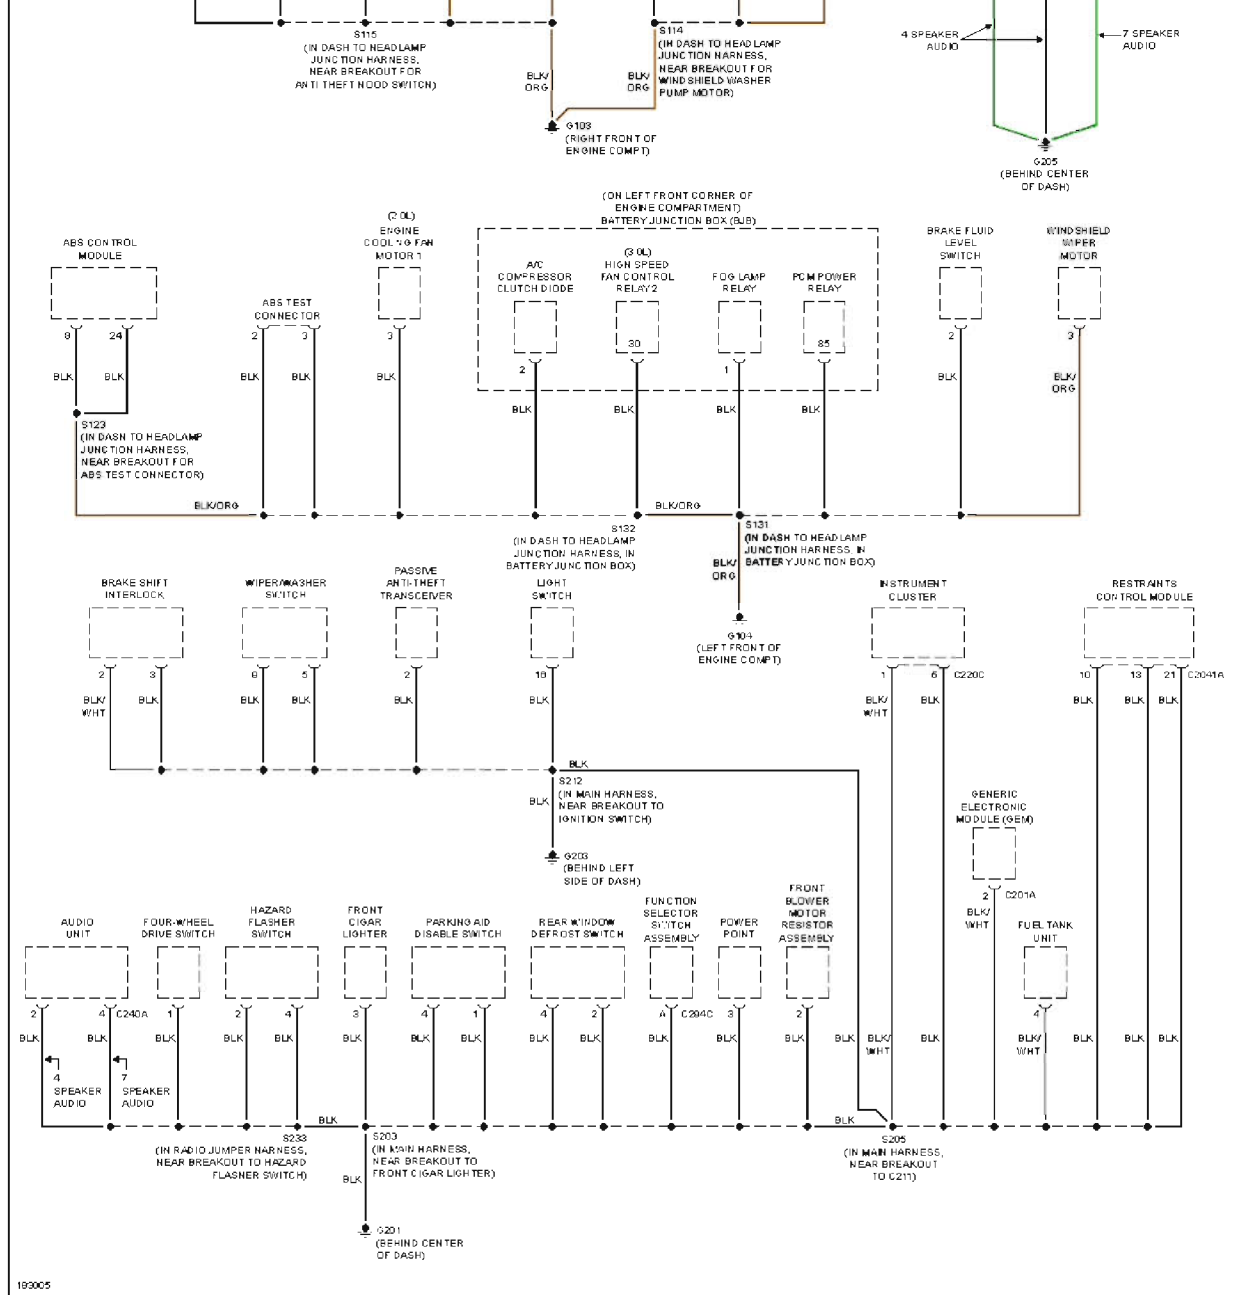 S115
(IN DASH TO HEADLAMP
JUNCTION HARNESS,
NEAR BREAKOUT FOR
ANTI THEFT HOOD SWITCH)
S114
(IN DASH TO HEADLAMP
JUNCTION HARNESS,
NEAR BREAKOUT FOR
WINDSHIELD WASHER
PUMP MOTOR)
BLK/
ORG
BLK/
ORG
G103
(RIGHT FRONT OF
ENGINE COMPT)
4 SPEAKER
AUDIO
7 SPEAKER
AUDIO
G205
(BEHIND CENTER
OF DASH)
ABS CONTROL
MODULE
8
24
BLK
BLK
S123
(IN DASH TO HEADLAMP
JUNCTION HARNESS,
NEAR BREAKOUT FOR
ABS TEST CONNECTOR)
ABS TEST
CONNECTOR
2
3
BLK
BLK
(2.0L)
ENGINE
COOLING FAN
MOTOR 1
3
BLK
(ON LEFT FRONT CORNER OF
ENGINE COMPARTMENT)
BATTERY JUNCTION BOX (BJB)
A/C
COMPRESSOR
CLUTCH DIODE
2
BLK
(3.0L)
HIGH SPEED
FAN CONTROL
RELAY 2
30
BLK
FOG LAMP
RELAY
1
BLK
PCM POWER
RELAY
85
BLK
BRAKE FLUID
LEVEL
SWITCH
2
BLK
WINDSHIELD
WIPER
MOTOR
3
BLK/
ORG
BLK/ORG
BLK/ORG
S132
(IN DASH TO HEADLAMP
JUNCTION HARNESS, IN
BATTERY JUNCTION BOX)
S131
(IN DASH TO HEADLAMP
JUNCTION HARNESS, IN
BATTERY JUNCTION BOX)
BLK/
ORG
G104
(LEFT FRONT OF
ENGINE COMPT)
BRAKE SHIFT
INTERLOCK
2
3
BLK/
WHT
BLK
WIPER/WASHER
SWITCH
8
5
BLK
BLK
PASSIVE
ANTI-THEFT
TRANSCEIVER
2
BLK
LIGHT
SWITCH
18
BLK
INSTRUMENT
CLUSTER
1
6
C220C
BLK/
WHT
BLK
RESTRAINTS
CONTROL MODULE
10
13
21
C2041A
BLK
BLK
BLK
BLK
S212
(IN MAIN HARNESS,
NEAR BREAKOUT TO
IGNITION SWITCH)
BLK
G203
(BEHIND LEFT
SIDE OF DASH)
GENERIC
ELECTRONIC
MODULE (GEM)
2
C201A
BLK/
WHT
AUDIO
UNIT
2
4
C240A
BLK
BLK
4
SPEAKER
AUDIO
7
SPEAKER
AUDIO
FOUR-WHEEL
DRIVE SWITCH
1
BLK
HAZARD
FLASHER
SWITCH
2
4
BLK
BLK
FRONT
CIGAR
LIGHTER
3
BLK
PARKING AID
DISABLE SWITCH
4
1
BLK
BLK
REAR WINDOW
DEFROST SWITCH
4
2
BLK
BLK
FUNCTION
SELECTOR
SWITCH
ASSEMBLY
A
C294C
BLK
POWER
POINT
3
BLK
FRONT
BLOWER
MOTOR
RESISTOR
ASSEMBLY
2
BLK
BLK
BLK/
WHT
BLK
FUEL TANK
UNIT
4
BLK/
WHT
BLK
BLK
BLK
BLK
S233
(IN RADIO JUMPER HARNESS,
NEAR BREAKOUT TO HAZARD
FLASHER SWITCH)
S203
(IN MAIN HARNESS,
NEAR BREAKOUT TO
FRONT CIGAR LIGHTER)
BLK
S205
(IN MAIN HARNESS,
NEAR BREAKOUT
TO C211)
BLK
G201
(BEHIND CENTER
OF DASH)
183005